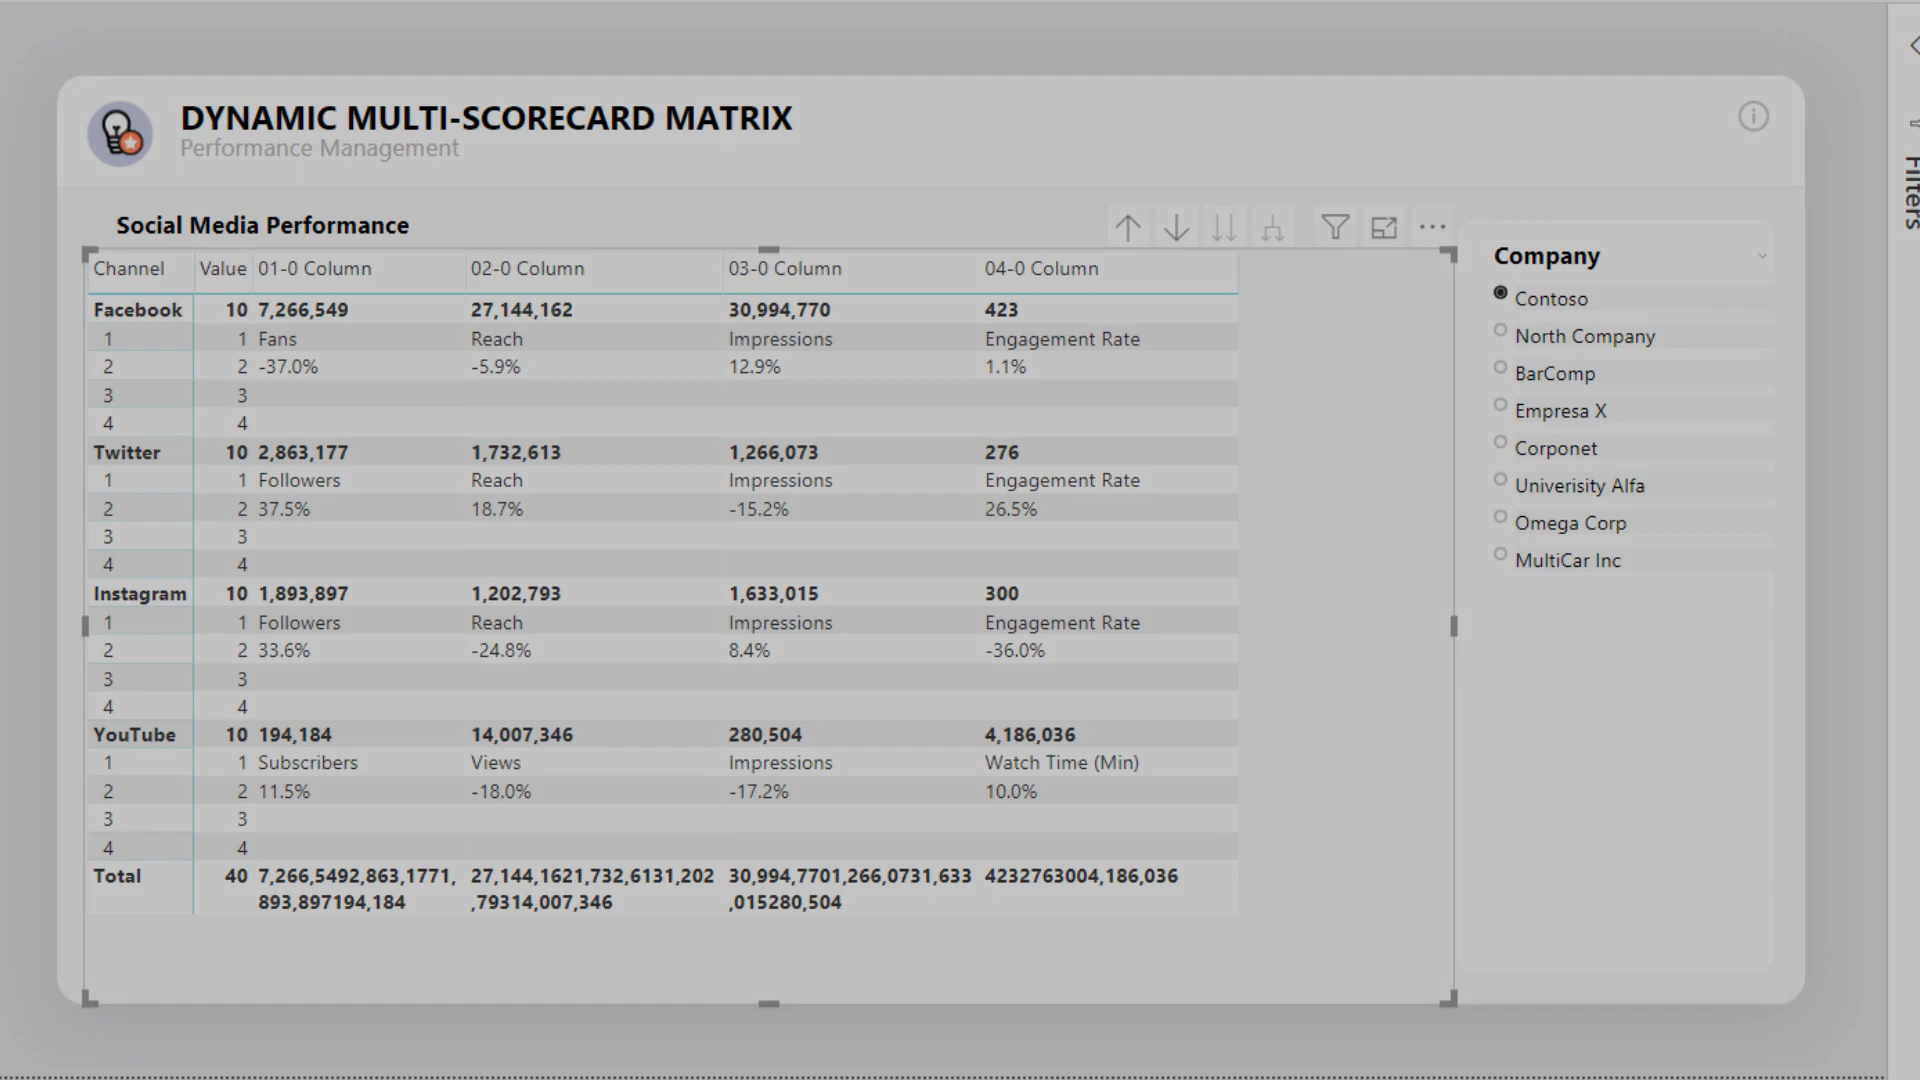 DYNAMIC MULTI-SCORECARD MATRIX
Performance Management
Social Media Performance
Channel Value 01-0 Column 02-0 Column 03-0 Column 04-0 Column
Facebook 10 7,266,549 27,144,162 30,994,770 423
1 1 Fans Reach Impressions Engagement Rate
2 2 -37.0% -5.9% 12.9% 1.1%
3 3
4 4
Twitter 10 2,863,177 1,732,613 1,266,073 276
1 1 Followers Reach Impressions Engagement Rate
2 2 37.5% 18.7% -15.2% 26.5%
3 3
4 4
Instagram 10 1,893,897 1,202,793 1,633,015 300
1 1 Followers Reach Impressions Engagement Rate
2 2 33.6% -24.8% 8.4% -36.0%
3 3
4 4
YouTube 10 194,184 14,007,346 280,504 4,186,036
1 1 Subscribers Views Impressions Watch Time (Min)
2 2 11.5% -18.0% -17.2% 10.0%
3 3
4 4
Total 40 7,266,5492,863,1771, 27,144,1621,732,6131,202 30,994,7701,266,0731,633 4232763004,186,036
893,897194,184 ,79314,007,346 ,015280,504
Company
Contoso
North Company
BarComp
Empresa X
Corponet
Univerisity Alfa
Omega Corp
MultiCar Inc
Filters